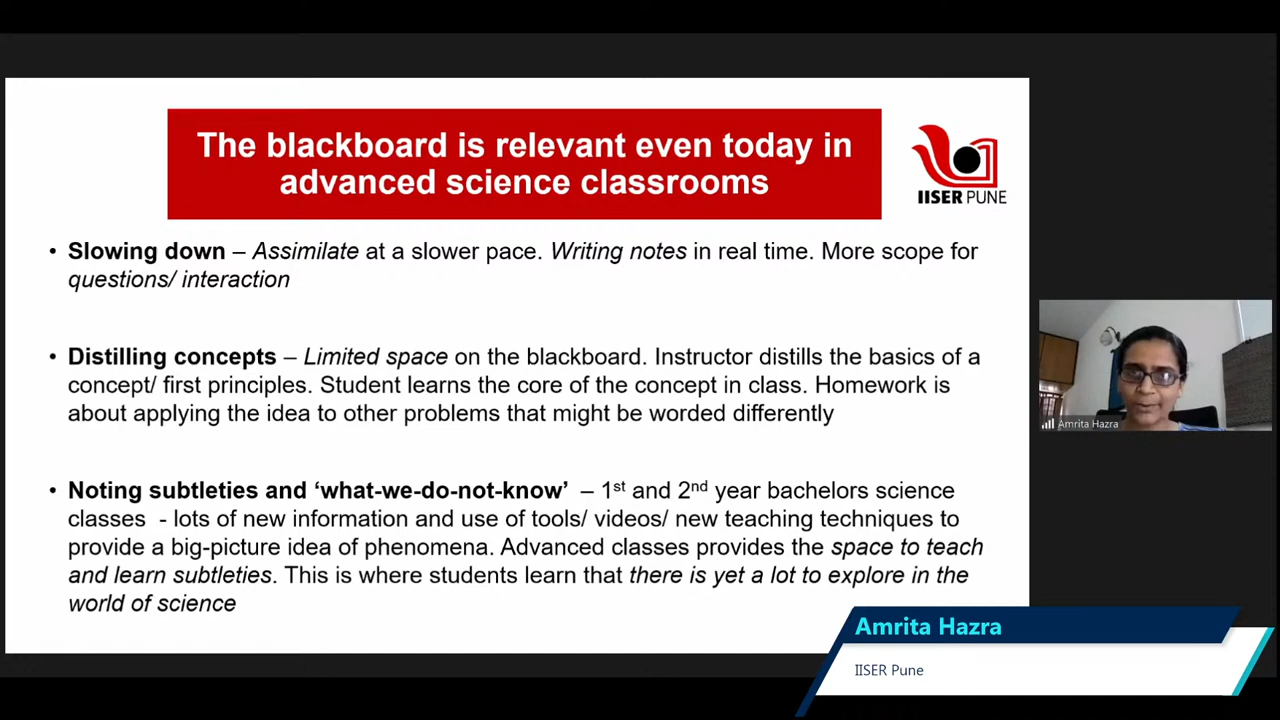 The blackboard is relevant even today in
advanced science classrooms
IISER PUNE
• Slowing down – Assimilate at a slower pace. Writing notes in real time. More scope for
questions/ interaction
• Distilling concepts – Limited space on the blackboard. Instructor distills the basics of a
concept/ first principles. Student learns the core of the concept in class. Homework is
about applying the idea to other problems that might be worded differently
• Noting subtleties and ‘what-we-do-not-know’ – 1st and 2nd year bachelors science
classes - lots of new information and use of tools/ videos/ new teaching techniques to
provide a big-picture idea of phenomena. Advanced classes provides the space to teach
and learn subtleties. This is where students learn that there is yet a lot to explore in the
world of science
Amrita Hazra
Amrita Hazra
IISER Pune